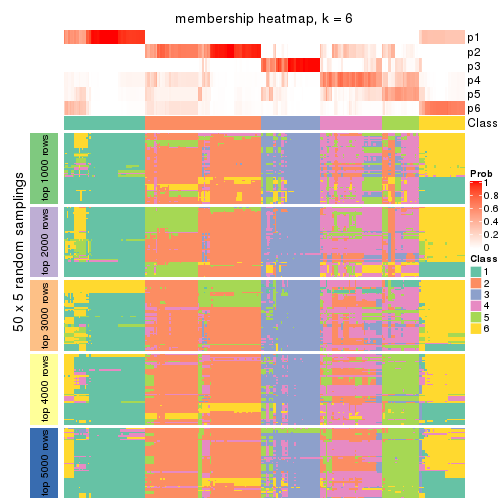 membership heatmap, k = 6
p1
p2
p3
p4
p5
p6
Class
50 x 5 random samplings
top 1000 rows
top 2000 rows
top 3000 rows
top 4000 rows
top 5000 rows
Prob
1
0.8
0.6
0.4
0.2
0
Class
1
2
3
4
5
6